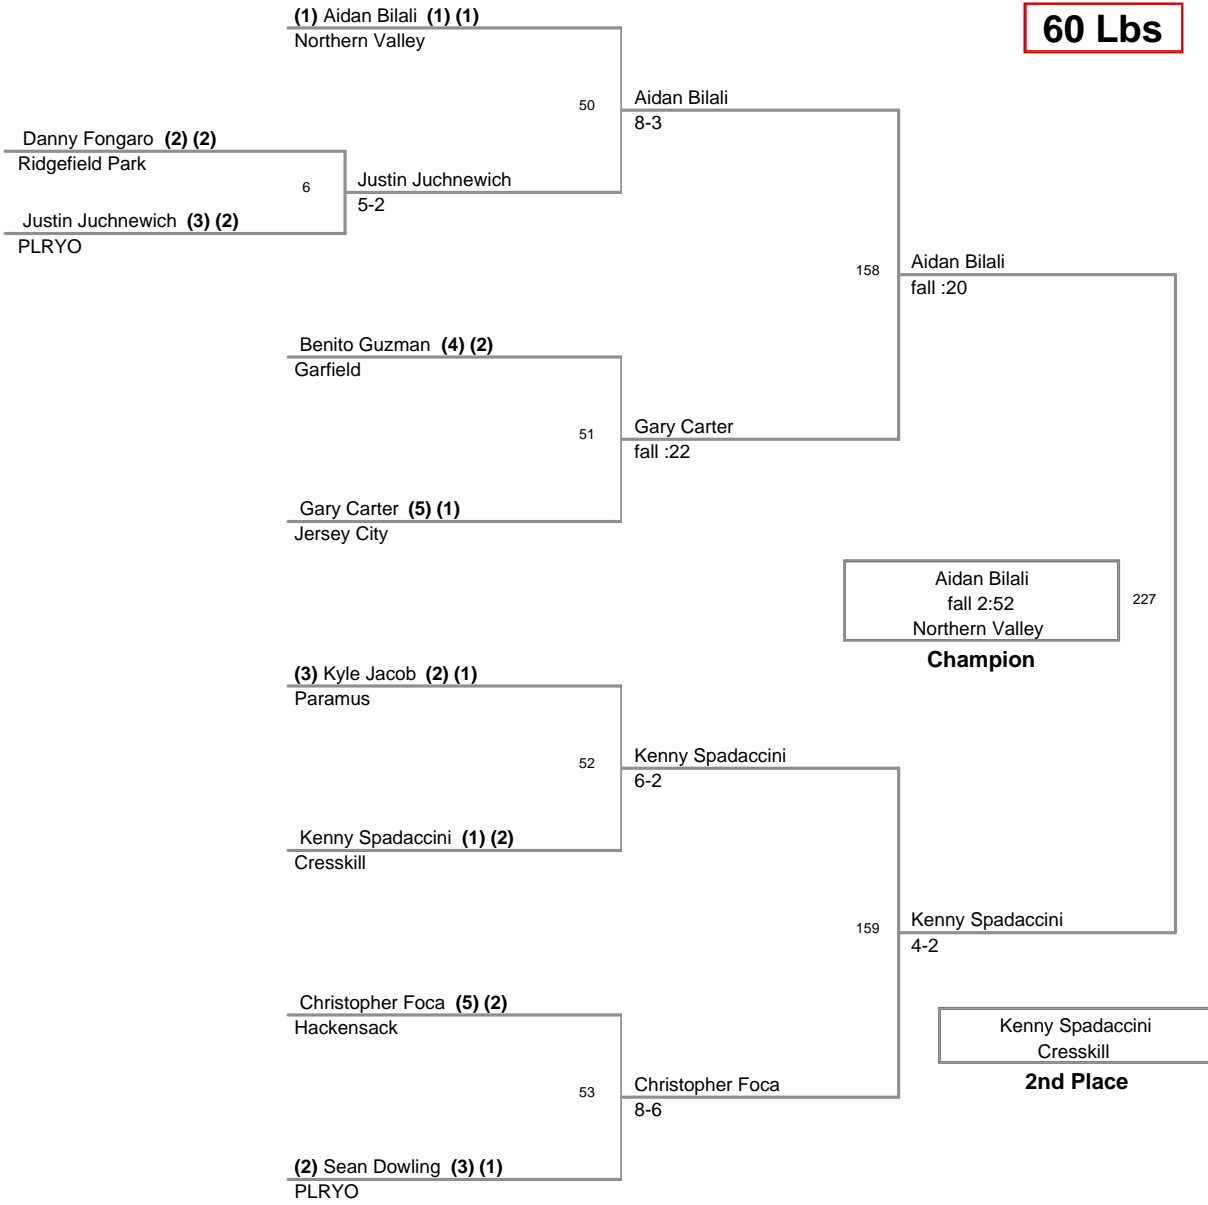 (1) Aidan Bilali (1) (1)
Northern Valley
60 Lbs
50
Aidan Bilali
8-3
Danny Fongaro (2) (2)
Ridgefield Park
6
Justin Juchnewich
5-2
Justin Juchnewich (3) (2)
PLRYO
158
Aidan Bilali
fall :20
Benito Guzman (4) (2)
Garfield
51
Gary Carter
fall :22
Gary Carter (5) (1)
Jersey City
Aidan Bilali
fall 2:52
Northern Valley
Champion
227
(3) Kyle Jacob (2) (1)
Paramus
52
Kenny Spadaccini
6-2
Kenny Spadaccini (1) (2)
Cresskill
159
Kenny Spadaccini
4-2
Christopher Foca (5) (2)
Hackensack
Kenny Spadaccini
Cresskill
2nd Place
53
Christopher Foca
8-6
(2) Sean Dowling (3) (1)
PLRYO